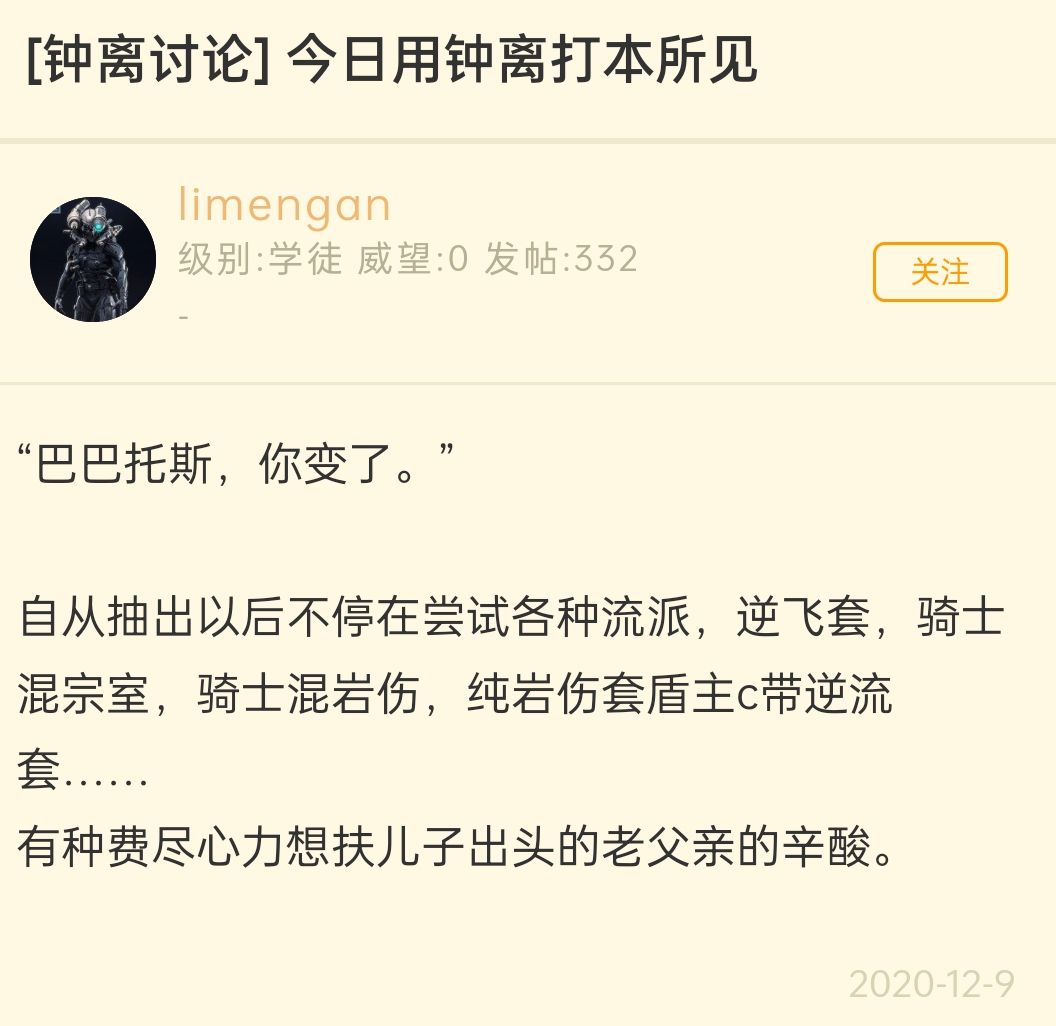 [钟离讨论] 今日用钟离打本所见
limengan
级别:学徒 威望:0 发帖:332
-
关注
“巴巴托斯，你变了。”
自从抽出以后不停在尝试各种流派，逆飞套，骑士
混宗室，骑士混岩伤，纯岩伤套盾主c带逆流
套……
有种费尽心力想扶儿子出头的老父亲的辛酸。
2020-12-9